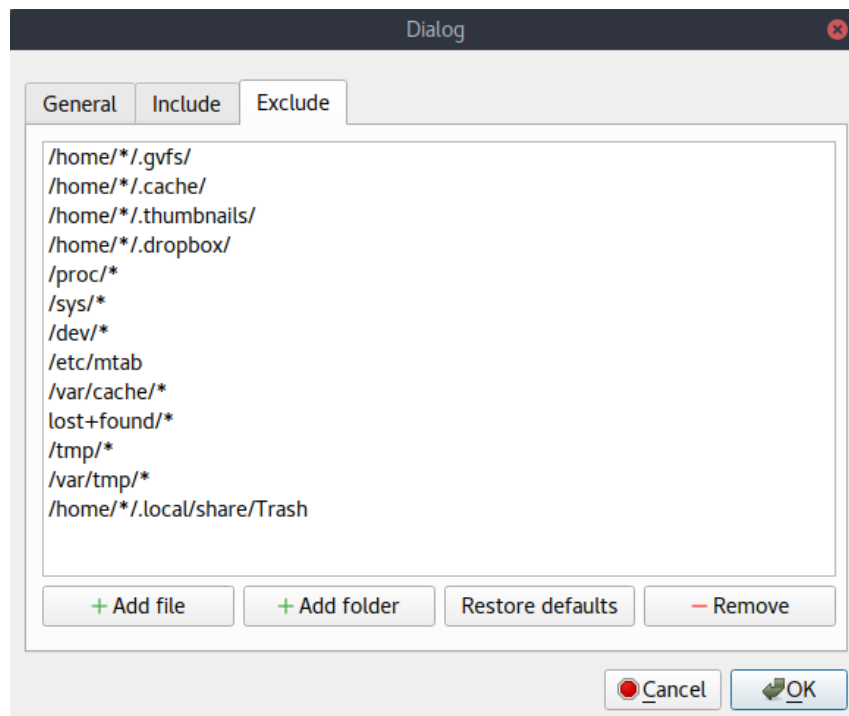 Dialog
General Include Exclude
/home/*/.gvfs/
/home/*/.cache/
/home/*/.thumbnails/
/home/*/.dropbox/
/proc/*
/sys/*
/dev/*
/etc/mtab
/var/cache/*
lost+found/*
/tmp/*
/var/tmp/*
/home/*/.local/share/Trash
+ Add file + Add folder Restore defaults − Remove
Cancel OK